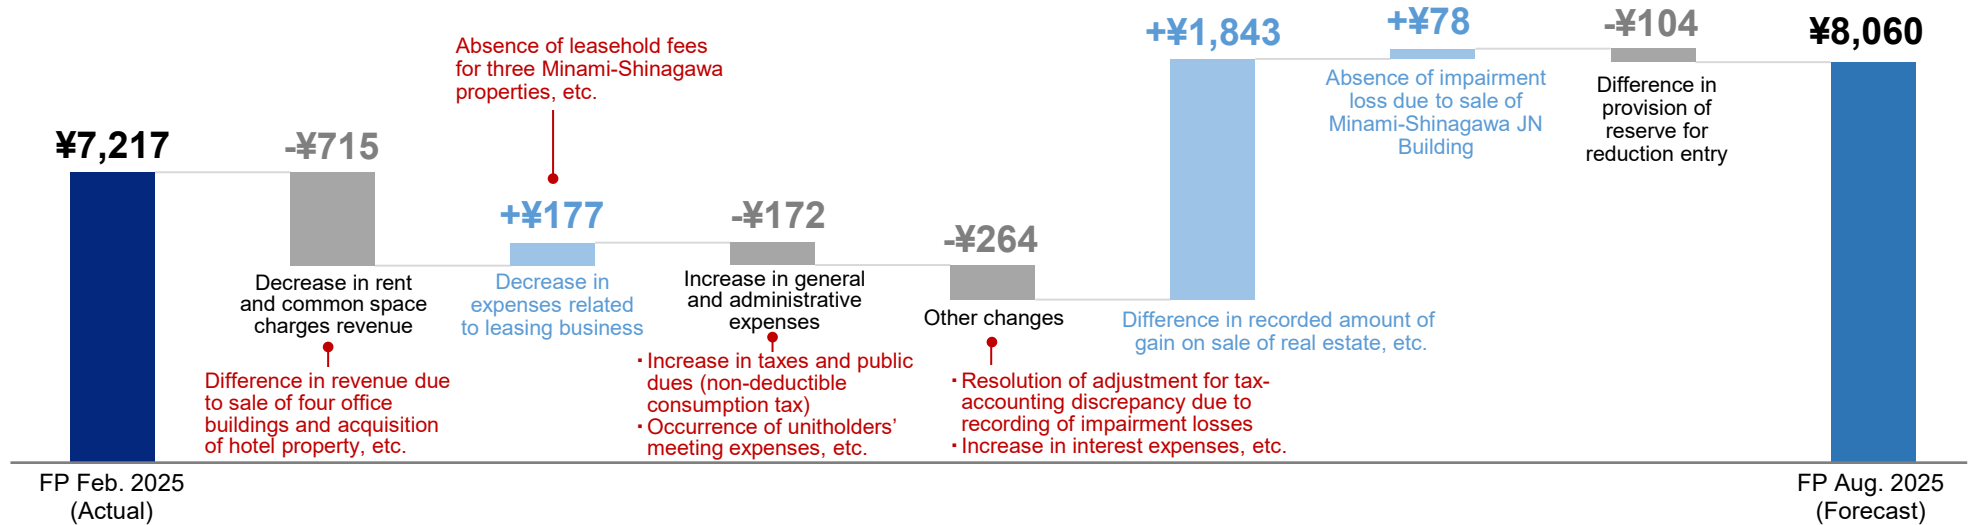 ¥7,217
FP Feb. 2025
(Actual)
-¥715
Decrease in rent
and common space
charges revenue
Difference in revenue due
to sale of four office
buildings and acquisition
of hotel property, etc.
Absence of leasehold fees
for three Minami-Shinagawa
properties, etc.
+¥177
Decrease in
expenses related
to leasing business
-¥172
Increase in general
and administrative
expenses
・Increase in taxes and public
dues (non-deductible
consumption tax)
・Occurrence of unitholders’
meeting expenses, etc.
-¥264
Other changes
・Resolution of adjustment for tax-
accounting discrepancy due to
recording of impairment losses
・Increase in interest expenses, etc.
+¥1,843
Difference in recorded amount of
gain on sale of real estate, etc.
+¥78
Absence of impairment
loss due to sale of
Minami-Shinagawa JN
Building
-¥104
Difference in
provision of
reserve for
reduction entry
¥8,060
FP Aug. 2025
(Forecast)